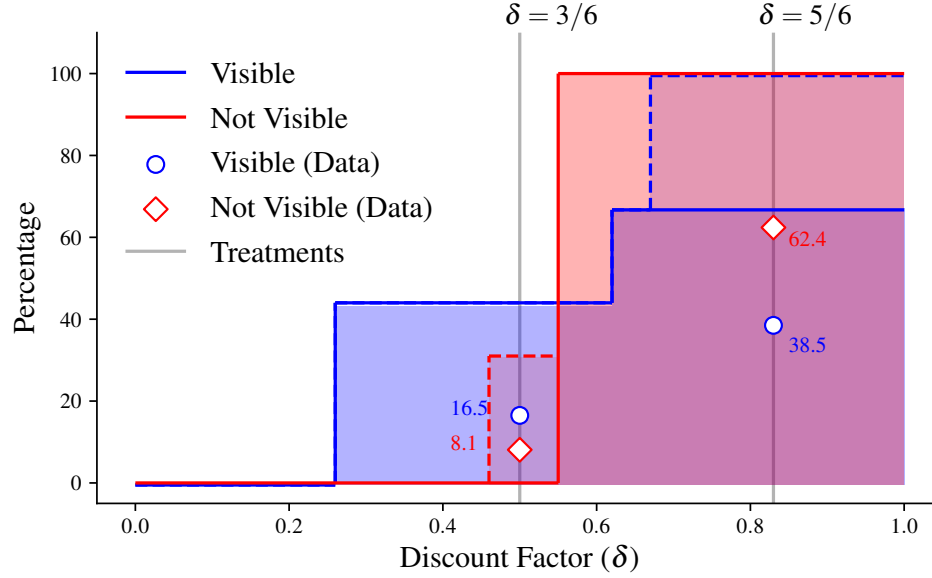 δ = 3/6
δ = 5/6
100
80
60
40
20
0
Percentage
Visible
Not Visible
Visible (Data)
Not Visible (Data)
Treatments
62.4
38.5
16.5
8.1
0.0
0.2
0.4
0.6
0.8
1.0
Discount Factor (δ)